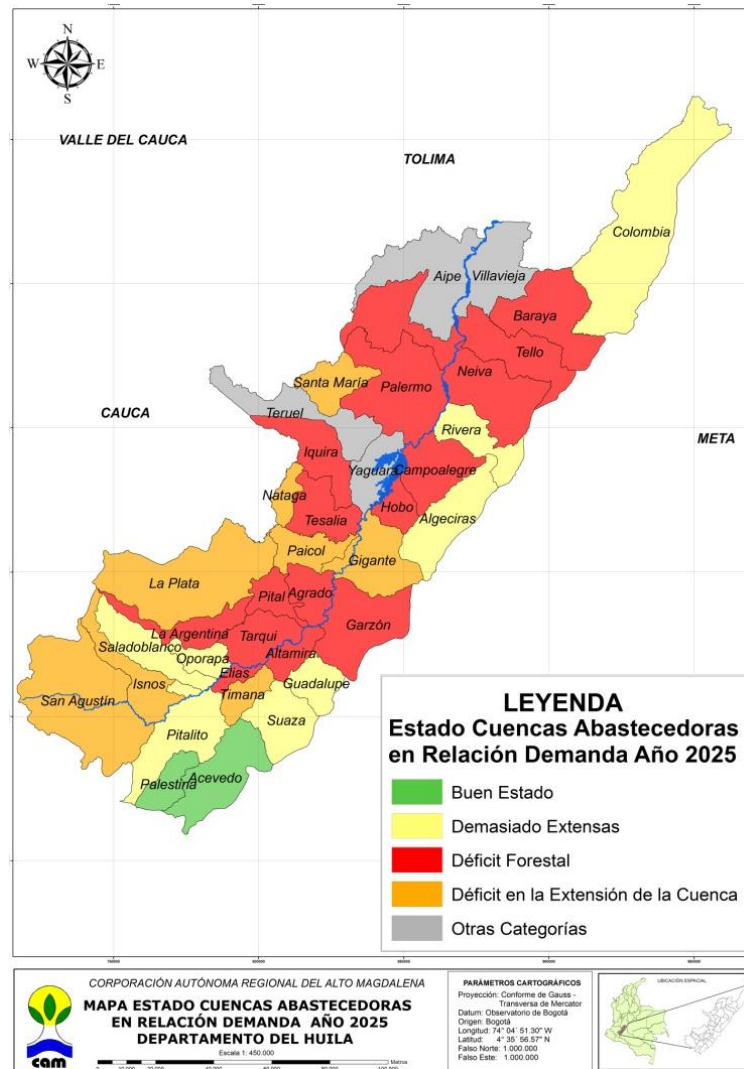 N
W
E
S
VALLE DEL CAUCA
TOLIMA
Colombia
Aipe
Villavieja
Baraya
Tello
Santa María
Palermo
Neiva
CAUCA
Teruel
Rivera
META
Iquira
Yaguará
Campoalegre
Nataga
Tesalia
Hobo
Algeciras
Paicol
Gigante
La Plata
Pital
Agrado
La Argentina
Tarqui
Garzón
Saladoblanco
Oporapa
Altamira
Elias
Isnos
Timana
Guadalupe
San Agustín
Suaza
Pitalito
Palestina
Acevedo
LEYENDA
Estado Cuencas Abastecedoras
en Relación Demanda Año 2025
Buen Estado
Demasiado Extensas
Déficit Forestal
Déficit en la Extensión de la Cuenca
Otras Categorías
CORPORACIÓN AUTÓNOMA REGIONAL DEL ALTO MAGDALENA
MAPA ESTADO CUENCAS ABASTECEDORAS
EN RELACIÓN DEMANDA AÑO 2025
DEPARTAMENTO DEL HUILA
Escala 1: 450.000
Metros
cam
PARÁMETROS CARTOGRÁFICOS
Proyección: Conforme de Gauss -
Transversa de Mercator
Datum: Observatorio de Bogotá
Origen: Bogotá
Longitud: 74° 04' 51.30" W
Latitud: 4° 35' 56.57" N
Falso Norte: 1.000.000
Falso Este: 1.000.000
UBICACIÓN ESPACIAL